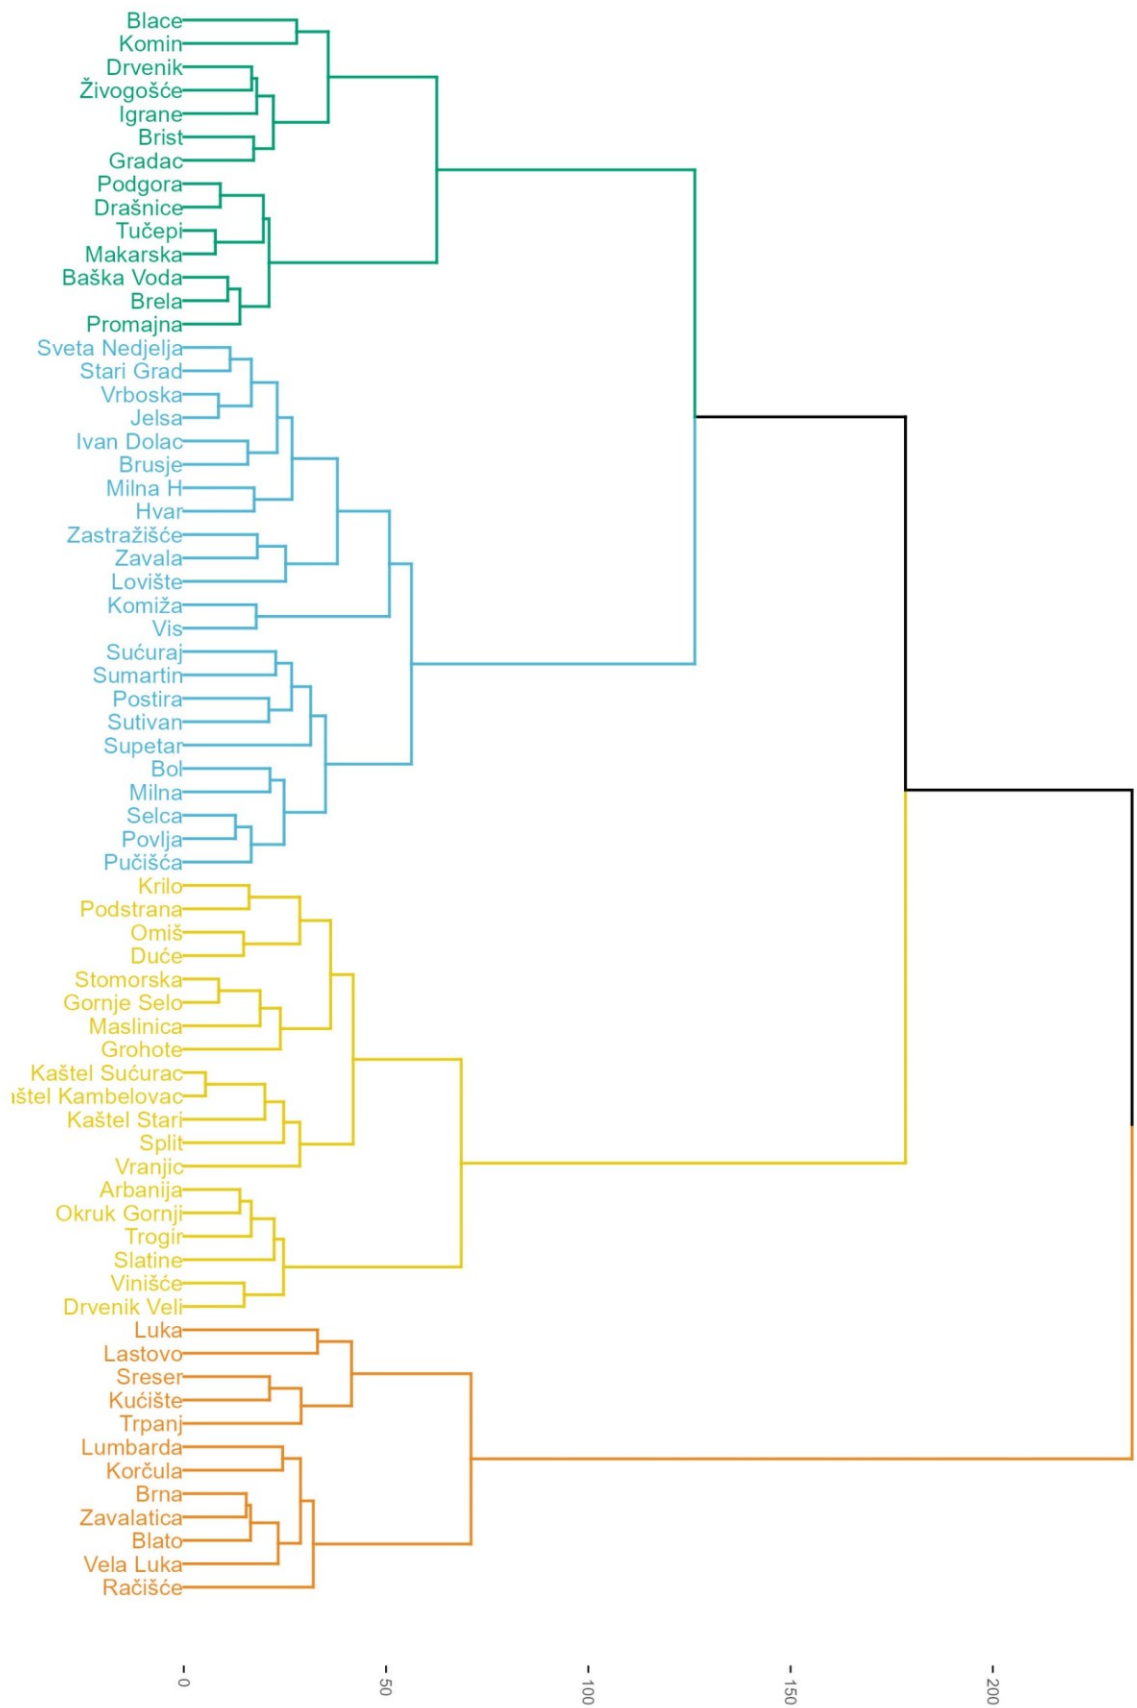 Blace
Komin
Drvenik
Živogošće
Igrane
Brist
Gradac
Podgora
Drašnice
Tučepi
Makarska
Baška Voda
Brela
Promajna
Sveta Nedjelja
Stari Grad
Vrboska
Jelsa
Ivan Dolac
Brusje
Milna H
Hvar
Zastražišće
Zavala
Lovište
Komiža
Vis
Sućuraj
Sumartin
Postira
Sutivan
Supetar
Bol
Milna
Selca
Povlja
Pučišća
Krilo
Podstrana
Omiš
Duće
Stomorska
Gornje Selo
Maslinica
Grohote
Kaštel Sućurac
aštel Kambelovac
Kaštel Stari
Split
Vranjic
Arbanija
Okruk Gornji
Trogir
Slatine
Vinišće
Drvenik Veli
Luka
Lastovo
Sreser
Kućište
Trpanj
Lumbarda
Korčula
Brna
Zavalatica
Blato
Vela Luka
Račišće
0 50 100 150 200